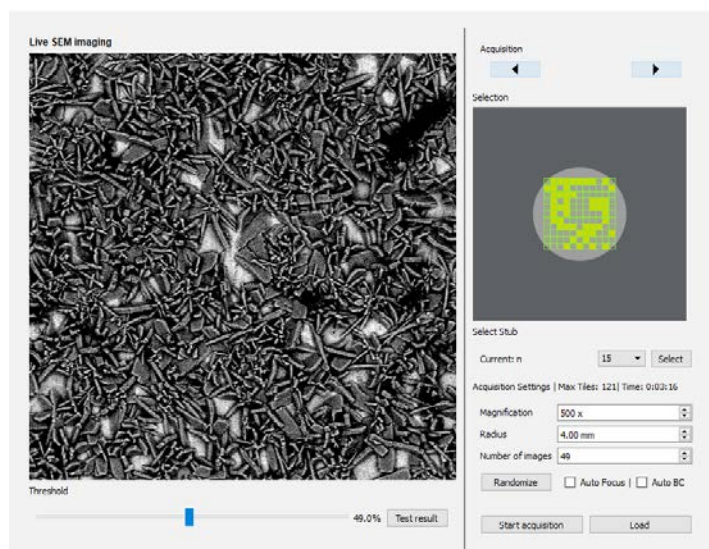 Live SEM imaging
Threshold
49.0%
Test result
Acquisition
Selection
Select Stub
Current: n
15
Select
Acquisition Settings | Max Tiles: 121| Time: 0:03:16
Magnification
500 x
Radius
4.00 mm
Number of images
49
Randomize
Auto Focus |
Auto BC
Start acquisition
Load